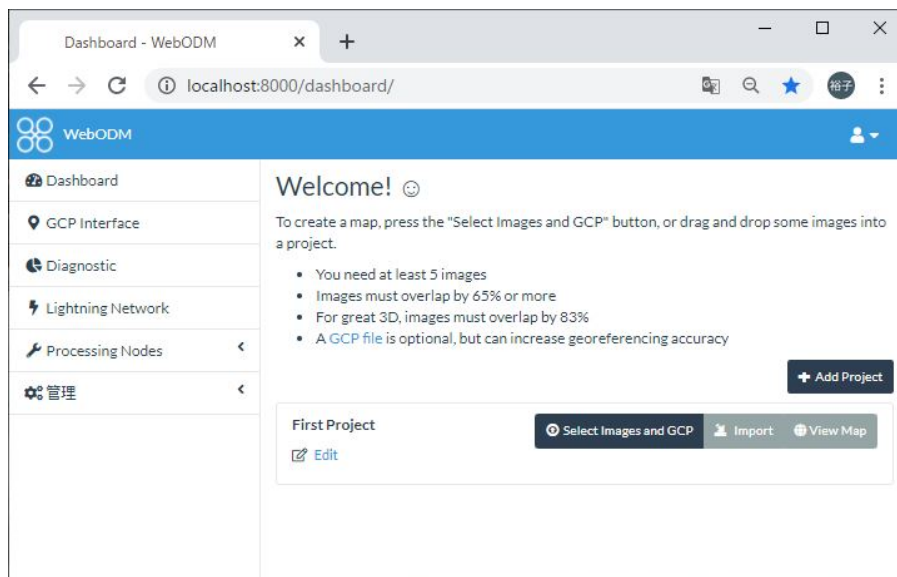 Dashboard - WebODM
localhost:8000/dashboard/
裕子
WebODM
Dashboard
GCP Interface
Diagnostic
Lightning Network
Processing Nodes
管理
Welcome! ☺
To create a map, press the "Select Images and GCP" button, or drag and drop some images into
a project.
• You need at least 5 images
• Images must overlap by 65% or more
• For great 3D, images must overlap by 83%
• A GCP file is optional, but can increase georeferencing accuracy
Add Project
First Project
Select Images and GCP Import View Map
Edit